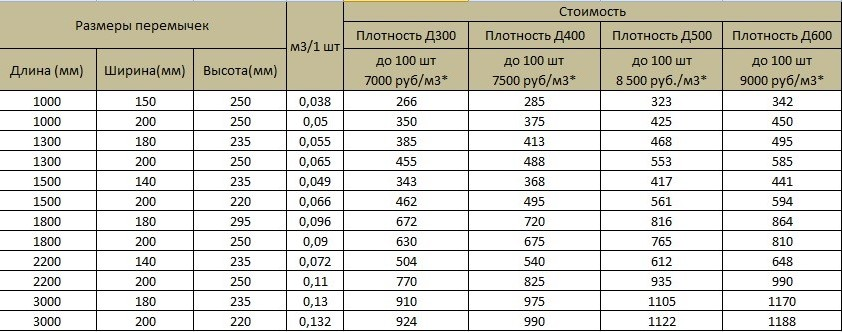 Размеры перемычек м3/1 шт Стоимость
Плотность Д300 Плотность Д400 Плотность Д500 Плотность Д600
Длина (мм) Ширина(мм) Высота(мм) до 100 шт до 100 шт до 100 шт до 100 шт
7000 руб/м3* 7500 руб/м3* 8 500 руб./м3* 9000 руб/м3*
1000 150 250 0,038 266 285 323 342
1000 200 250 0,05 350 375 425 450
1300 180 235 0,055 385 413 468 495
1300 200 250 0,065 455 488 553 585
1500 140 235 0,049 343 368 417 441
1500 200 220 0,066 462 495 561 594
1800 180 295 0,096 672 720 816 864
1800 200 250 0,09 630 675 765 810
2200 140 235 0,072 504 540 612 648
2200 200 250 0,11 770 825 935 990
3000 180 235 0,13 910 975 1105 1170
3000 200 220 0,132 924 990 1122 1188